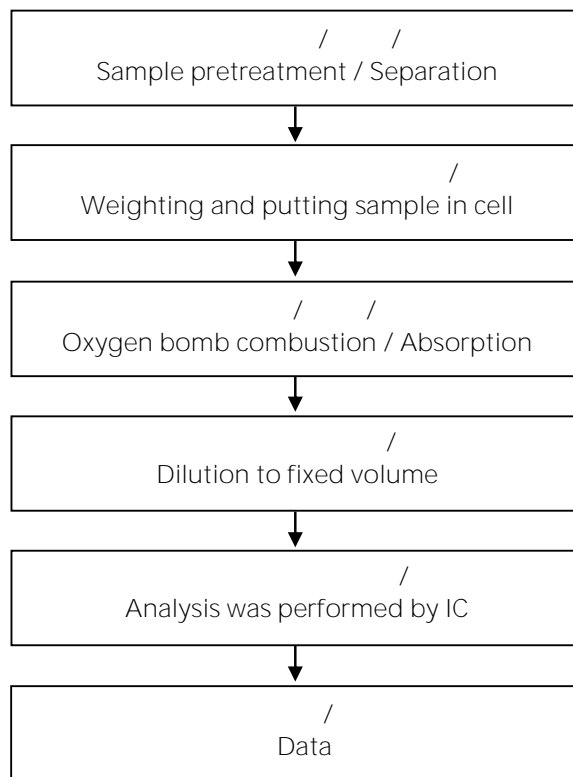 / /
Sample pretreatment / Separation
/
Weighting and putting sample in cell
/ /
Oxygen bomb combustion / Absorption
/
Dilution to fixed volume
/
Analysis was performed by IC
/
Data